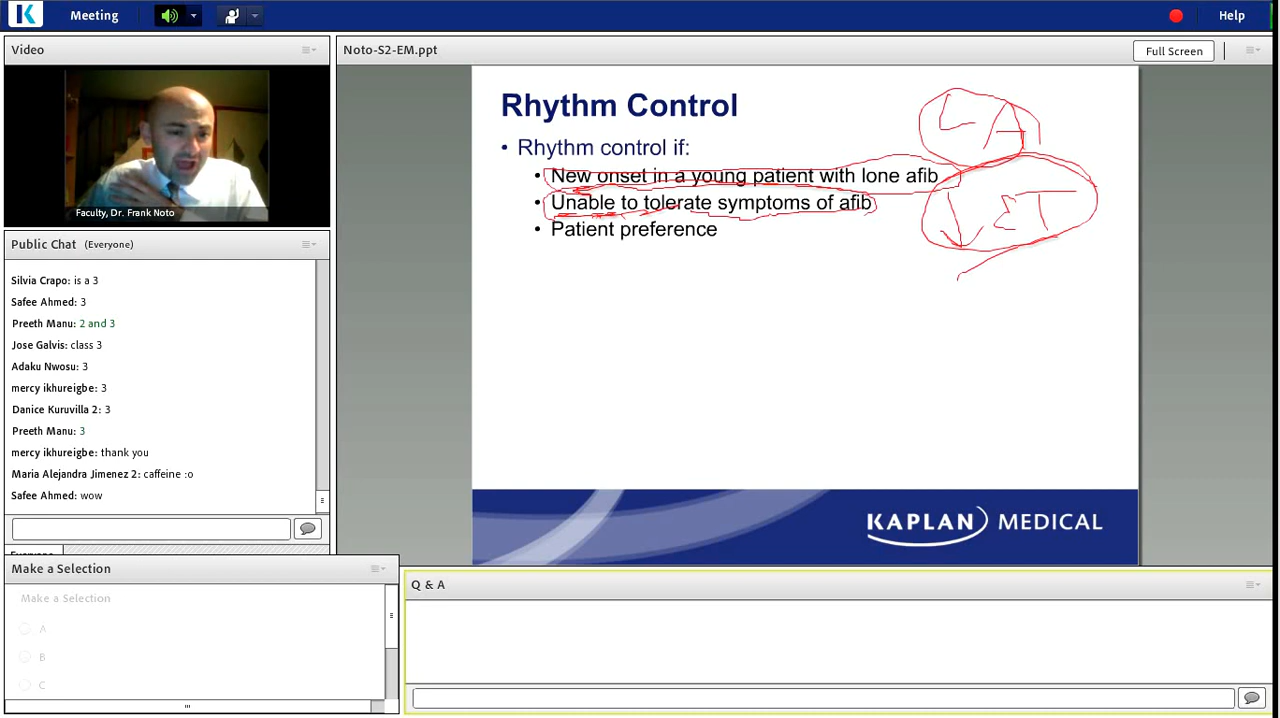 Meeting
Help
Video
Faculty, Dr. Frank Noto
Public Chat (Everyone)
Silvia Crapo: is a 3
Safee Ahmed: 3
Preeth Manu: 2 and 3
Jose Galvis: class 3
Adaku Nwosu: 3
mercy ikhureigbe: 3
Danice Kuruvilla 2: 3
Preeth Manu: 3
mercy ikhureigbe: thank you
Maria Alejandra Jimenez 2: caffeine :o
Safee Ahmed: wow
Everyone
Make a Selection
Make a Selection
A
B
C
Noto-S2-EM.ppt
Full Screen
Rhythm Control
• Rhythm control if:
• New onset in a young patient with lone afib
• Unable to tolerate symptoms of afib
• Patient preference
LA
KAPLAN MEDICAL
Q & A